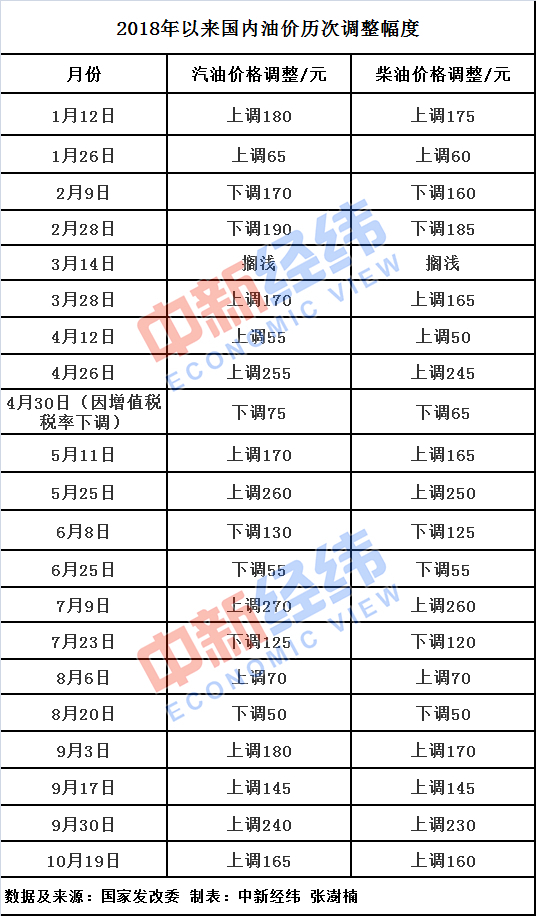 2018年以来国内油价历次调整幅度
月份 汽油价格调整/元 柴油价格调整/元
1月12日 上调180 上调175
1月26日 上调65 上调60
2月9日 下调170 下调160
2月28日 下调190 下调185
3月14日 搁浅 搁浅
3月28日 上调170 上调165
4月12日 上调55 上调50
4月26日 上调255 上调245
4月30日（因增值税
税率下调） 下调75 下调65
5月11日 上调170 上调165
5月25日 上调260 上调250
6月8日 下调130 下调125
6月25日 下调55 下调55
7月9日 上调270 上调260
7月23日 下调125 下调120
8月6日 上调70 上调70
8月20日 下调50 下调50
9月3日 上调180 上调170
9月17日 上调145 上调145
9月30日 上调240 上调230
10月19日 上调165 上调160
数据及来源：国家发改委 制表：中新经纬 张澍楠
中新经纬
ECONOMIC VIEW
中新经纬
ECONOMIC VIEW